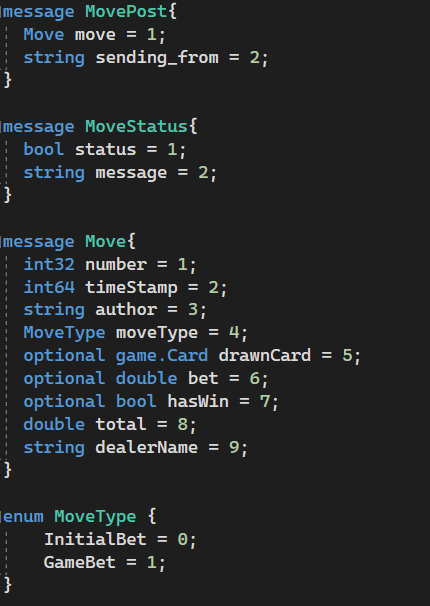 message MovePost{
Move move = 1;
string sending_from = 2;
}
message MoveStatus{
bool status = 1;
string message = 2;
}
message Move{
int32 number = 1;
int64 timeStamp = 2;
string author = 3;
MoveType moveType = 4;
optional game.Card drawnCard = 5;
optional double bet = 6;
optional bool hasWin = 7;
double total = 8;
string dealerName = 9;
}
enum MoveType {
InitialBet = 0;
GameBet = 1;
}